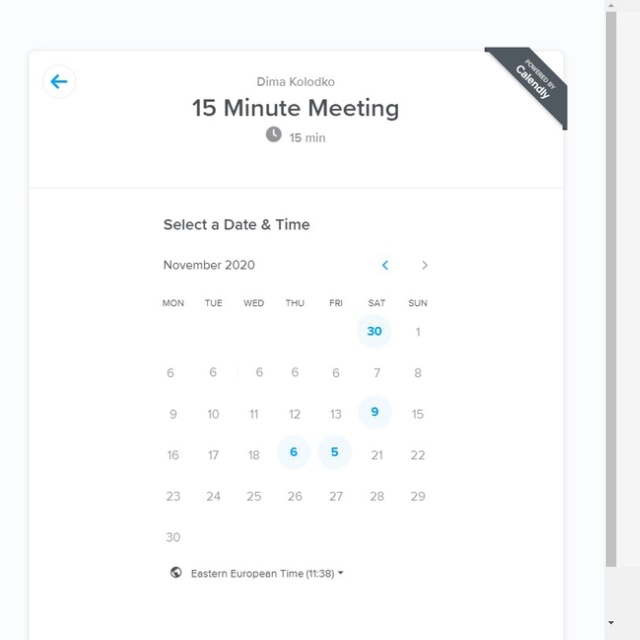 POWERED BY
Calendly
Dima Kolodko
15 Minute Meeting
15 min
Select a Date & Time
November 2020
MON TUE WED THU FRI SAT SUN
30 1
6 6 6 6 6 7 8
9 10 11 12 13 9 15
16 17 18 6 5 21 22
23 24 25 26 27 28 29
30
Eastern European Time (11:38)